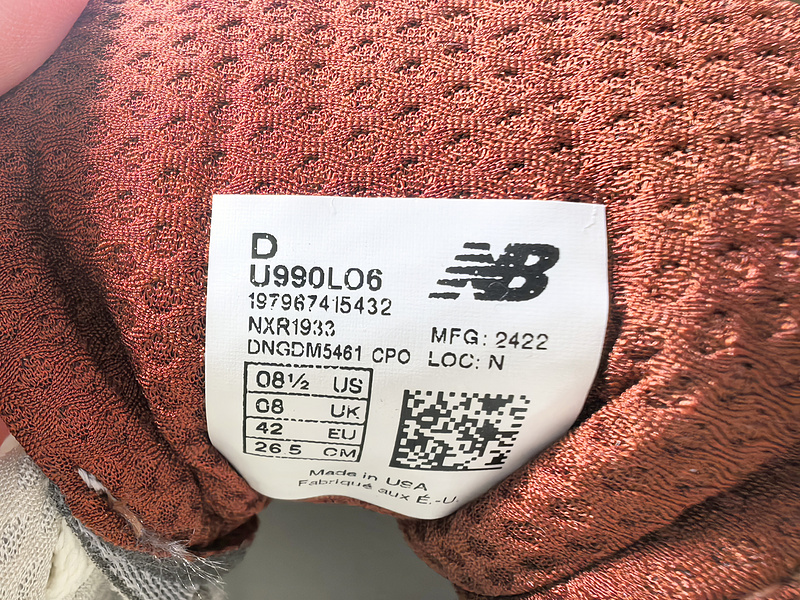 D
U990LO6
197967415432
NXR1933
DNGDM5461 CPO
NB
MFG: 2422
LOC: N
08½ US
08 UK
42 EU
26 5 CM
Made in USA
Fabriqué aux É.-U.